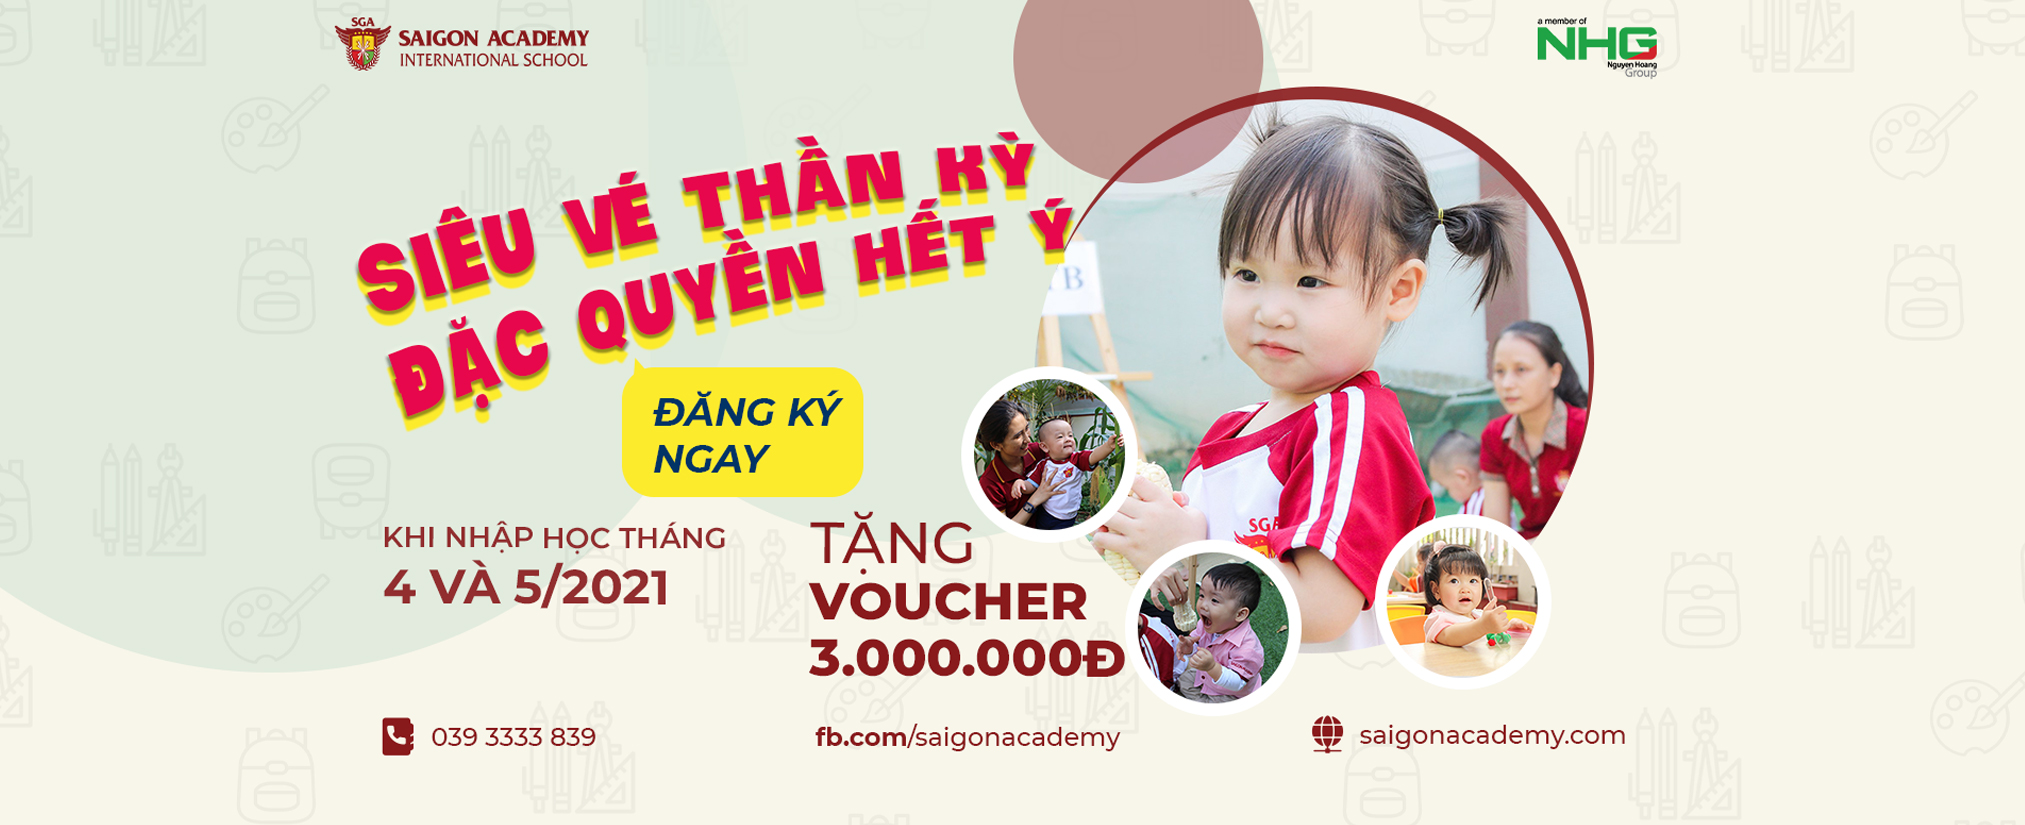 SGA
SAIGON ACADEMY
INTERNATIONAL SCHOOL
a member of
NHG
Nguyen Hoang
Group
SIÊU VÉ THẦN KỲ
ĐẶC QUYỀN HẾT Ý
ĐĂNG KÝ
NGAY
KHI NHẬP HỌC THÁNG
4 VÀ 5/2021
TẶNG
VOUCHER
3.000.000Đ
B
SGA
039 3333 839
fb.com/saigonacademy
saigonacademy.com